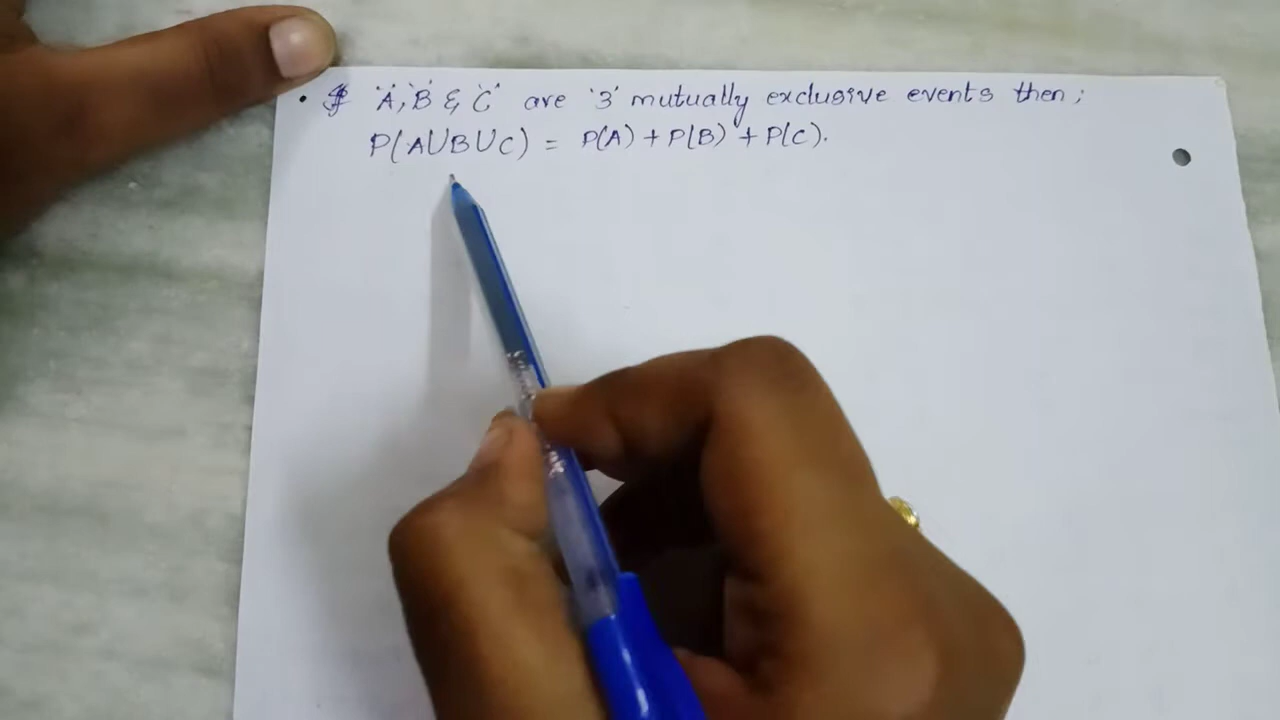 • If 'A', 'B' & 'C' are '3' mutually exclusive events then;
P(A∪B∪C) = P(A) + P(B) + P(C).